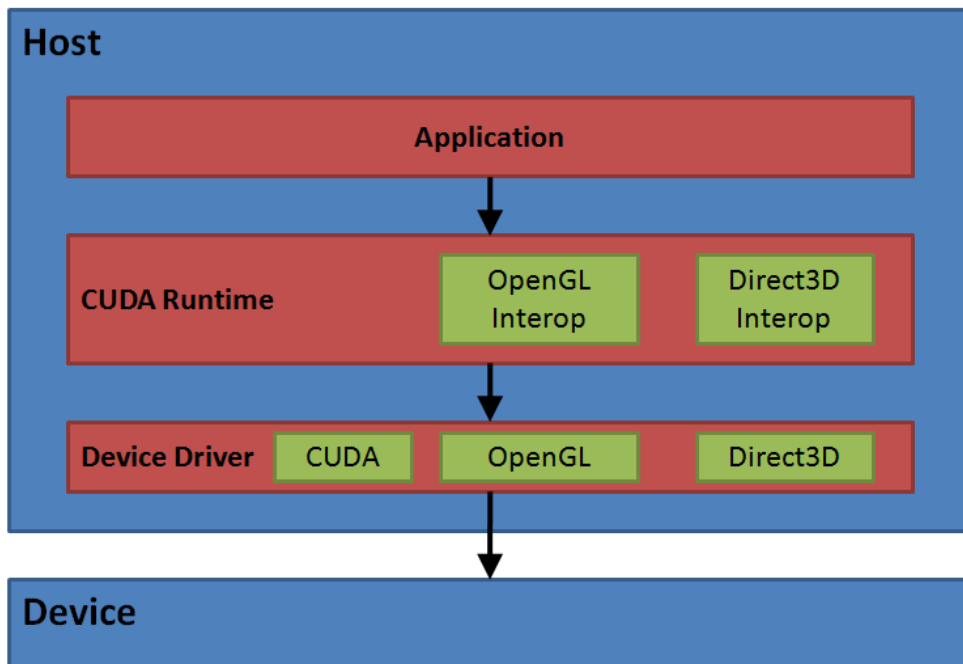 Host
Application
CUDA Runtime
OpenGL
Interop
Direct3D
Interop
Device Driver
CUDA
OpenGL
Direct3D
Device